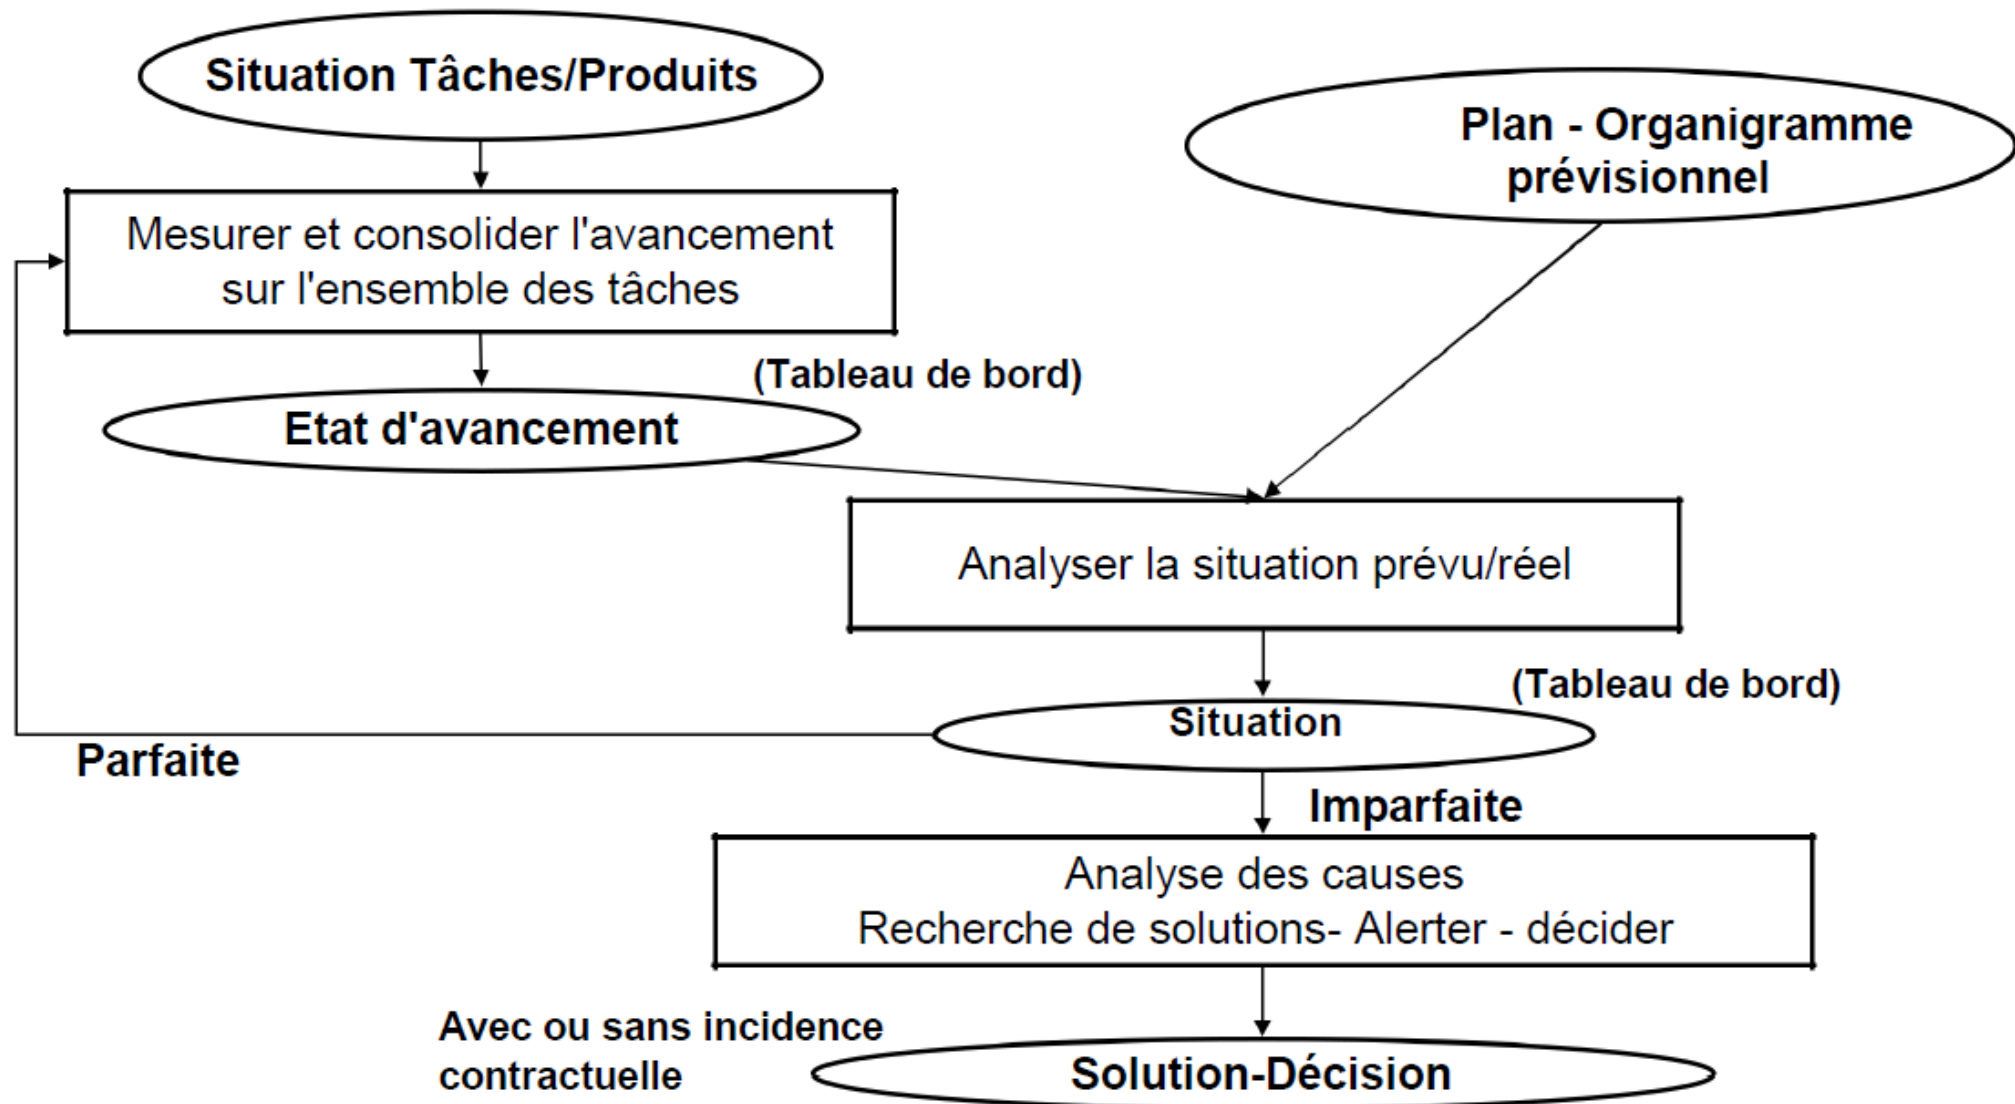 Situation Tâches/Produits
Plan - Organigramme
prévisionnel
Mesurer et consolider l'avancement
sur l'ensemble des tâches
(Tableau de bord)
Etat d'avancement
Analyser la situation prévu/réel
(Tableau de bord)
Situation
Parfaite
Imparfaite
Analyse des causes
Recherche de solutions- Alerter - décider
Avec ou sans incidence
contractuelle
Solution-Décision